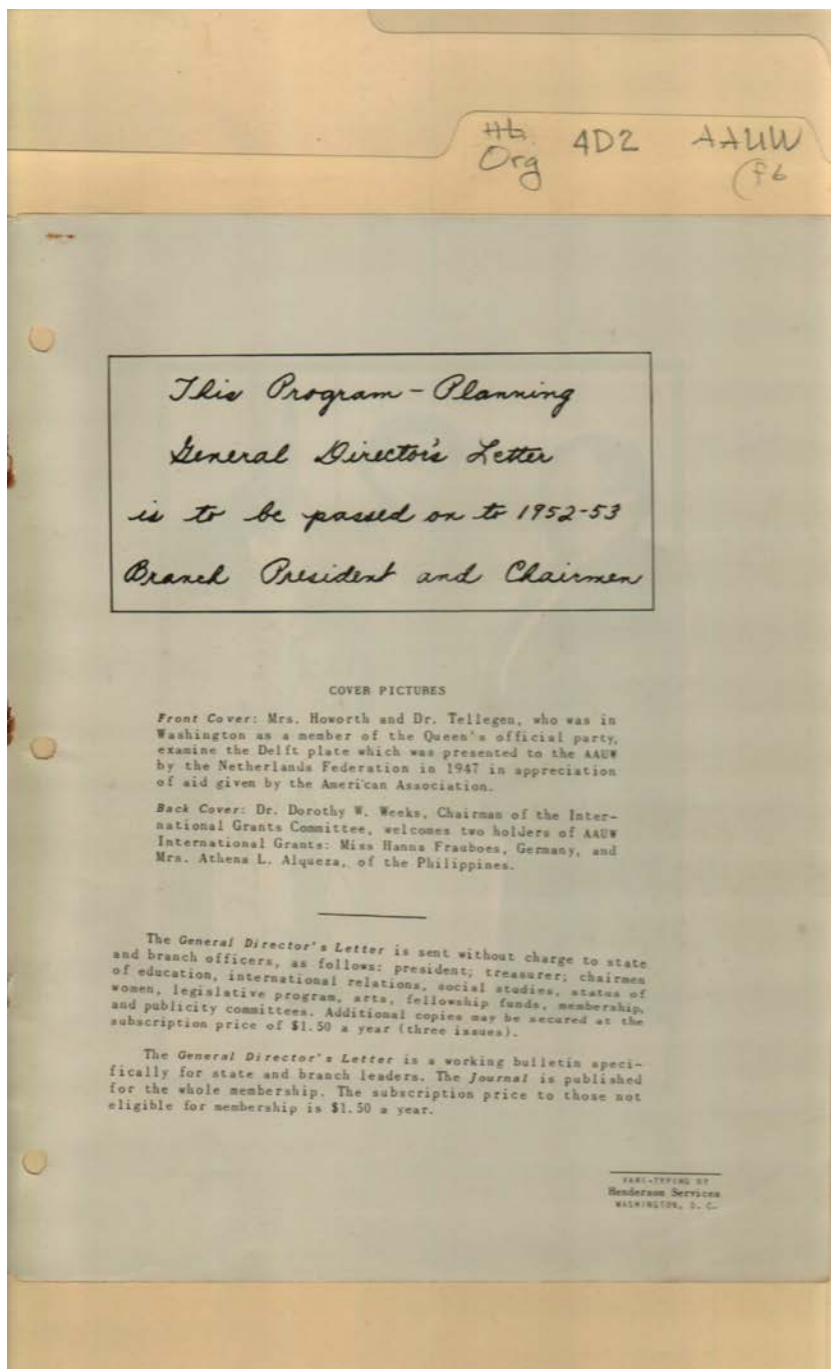 Hb.
Org 4D2 AAUW
(f6
This Program - Planning
General Director's Letter
is to be passed on to 1952-53
Branch President and Chairmen
COVER PICTURES
Front Cover: Mrs. Howorth and Dr. Tellegen, who was in
Washington as a member of the Queen's official party,
examine the Delft plate which was presented to the AAUW
by the Netherlands Federation in 1947 in appreciation
of aid given by the American Association.
Back Cover: Dr. Dorothy W. Weeks, Chairman of the Inter-
national Grants Committee, welcomes two holders of AAUW
International Grants: Miss Hanna Frauboes, Germany, and
Mrs. Athena L. Alqueza, of the Philippines.
The General Director's Letter is sent without charge to state
and branch officers, as follows: president; treasurer; chairmen
of education, international relations, social studies, status of
women, legislative program, arts, fellowship funds, membership,
and publicity committees. Additional copies may be secured at the
subscription price of $1.50 a year (three issues).
The General Director's Letter is a working bulletin speci-
fically for state and branch leaders. The Journal is published
for the whole membership. The subscription price to those not
eligible for membership is $1.50 a year.
VARI-TYPING BY
Henderson Services
WASHINGTON, D. C.